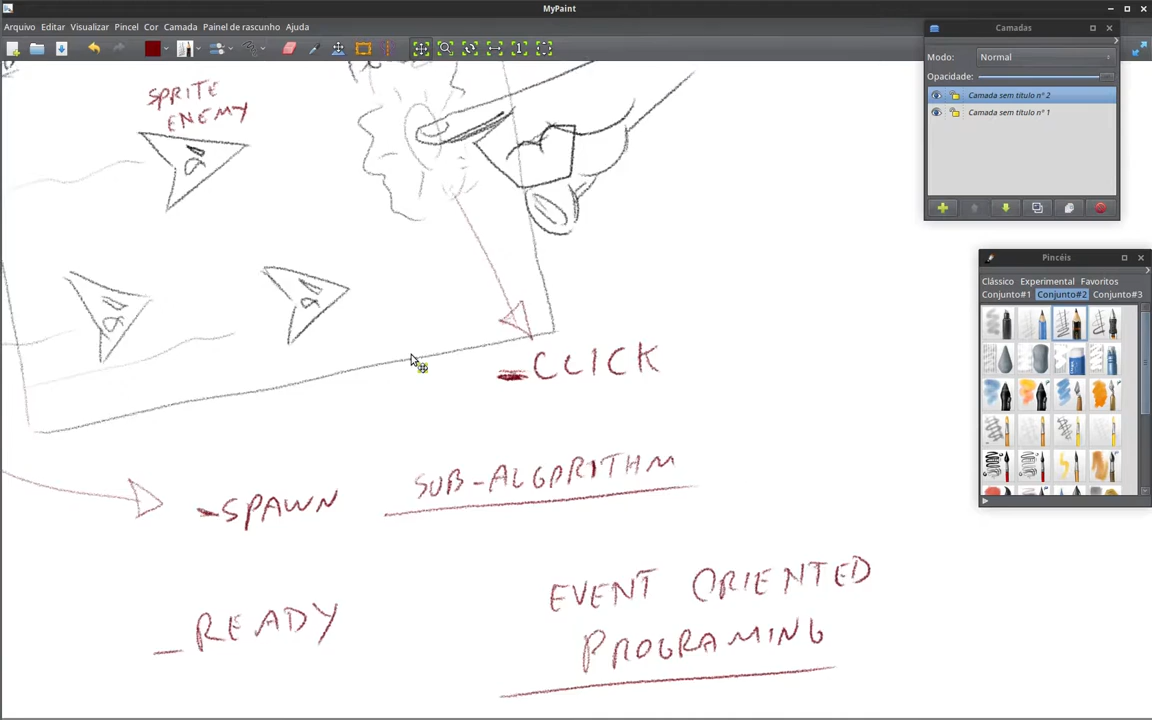 MyPaint
Arquivo Editar Visualizar Pincel Cor Camada Painel de rascunho Ajuda
Camadas
Modo: Normal
Opacidade:
Camada sem título nº 2
Camada sem título nº 1
Pincéis
Clássico Experimental Favoritos
Conjunto#1 Conjunto#2 Conjunto#3
SPRITE
ENEMY
_CLICK
SUB-ALGORITHM
-SPAWN
EVENT ORIENTED
_READY
PROGRAMING